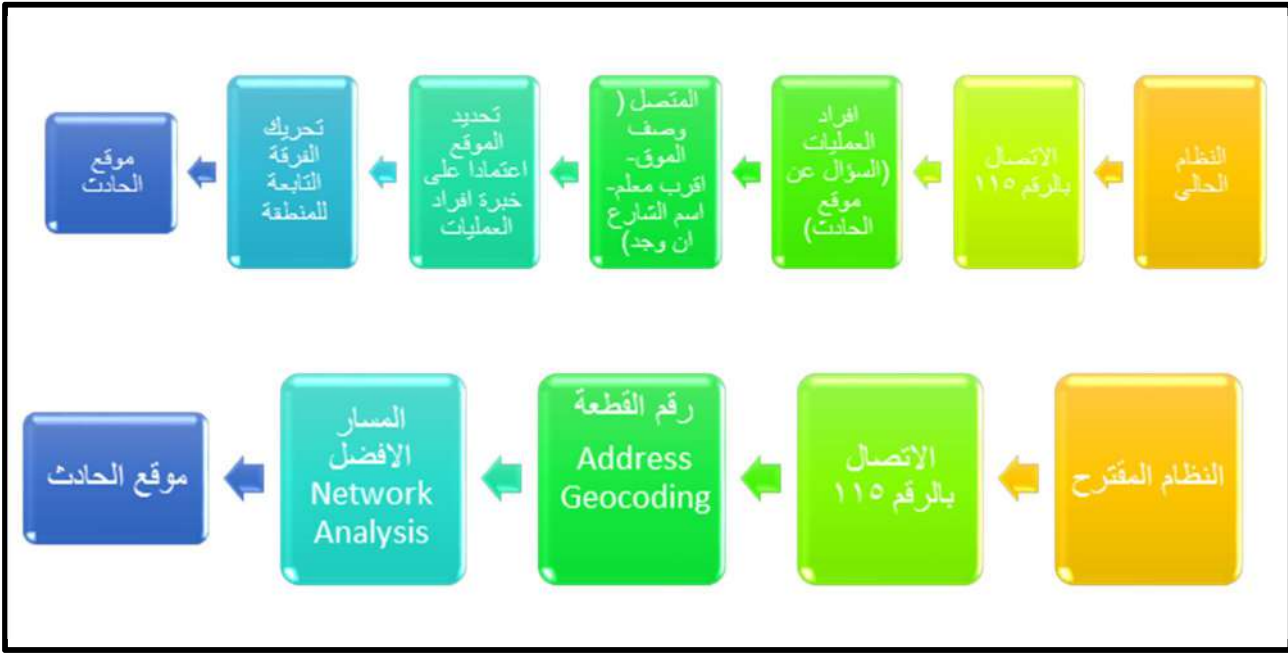 النظام
الحالي
الاتصال
بالرقم ١١٥
افراد
العمليات
(السؤال عن
موقع
الحادث)
المتصل (
وصف
الموق-
اقرب معلم-
اسم الشارع
ان وجد)
تحديد
الموقع
اعتمادا على
خبرة افراد
العمليات
تحريك
الفرقة
التابعة
للمنطقة
موقع
الحادث
النظام المقترح
الاتصال
بالرقم ١١٥
رقم القطعة
Address
Geocoding
المسار
الافضل
Network
Analysis
موقع الحادث